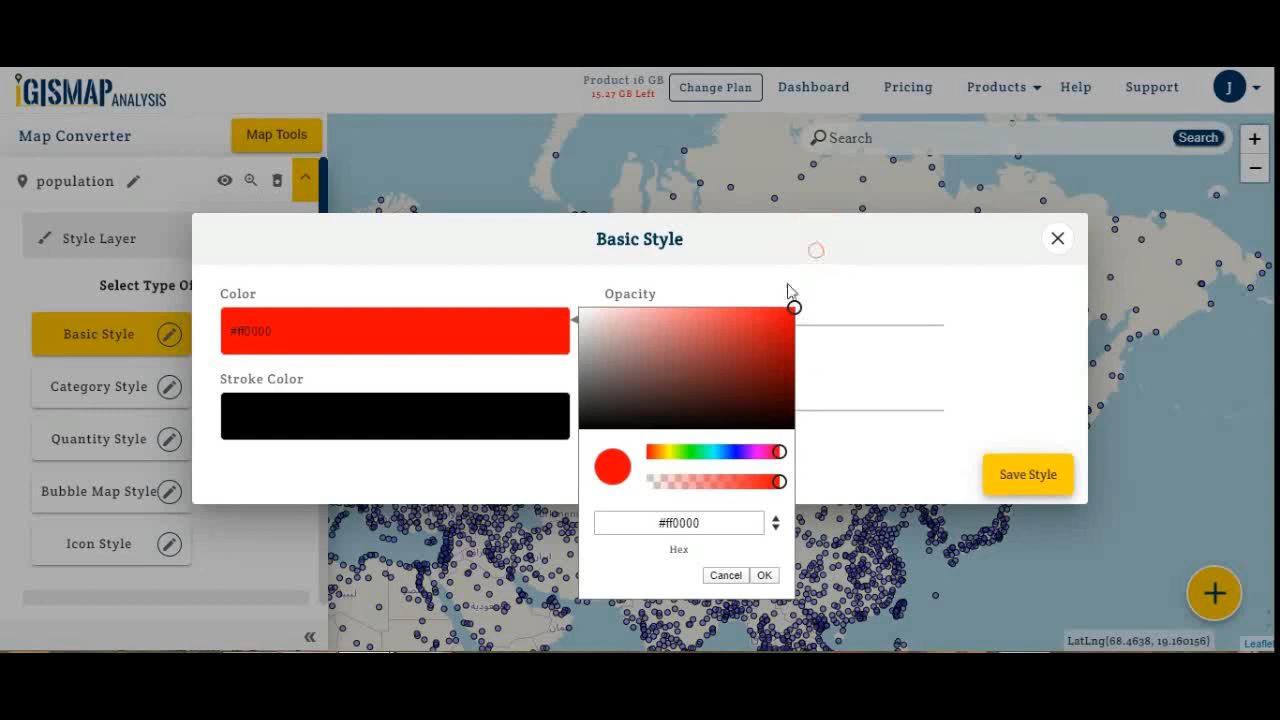 iGISMAP ANALYSIS
Product 16 GB
15.27 GB Left
Change Plan
Dashboard
Pricing
Products
Help
Support
J
Map Converter
Map Tools
Search
Search
+
−
population
Style Layer
Basic Style
Select Type Of
Color
Opacity
#ff0000
Basic Style
Stroke Color
Category Style
Quantity Style
Save Style
Bubble Map Style
#ff0000
Icon Style
Hex
Cancel
OK
+
«
LatLng(68.4638, 19.160156)
Leafle